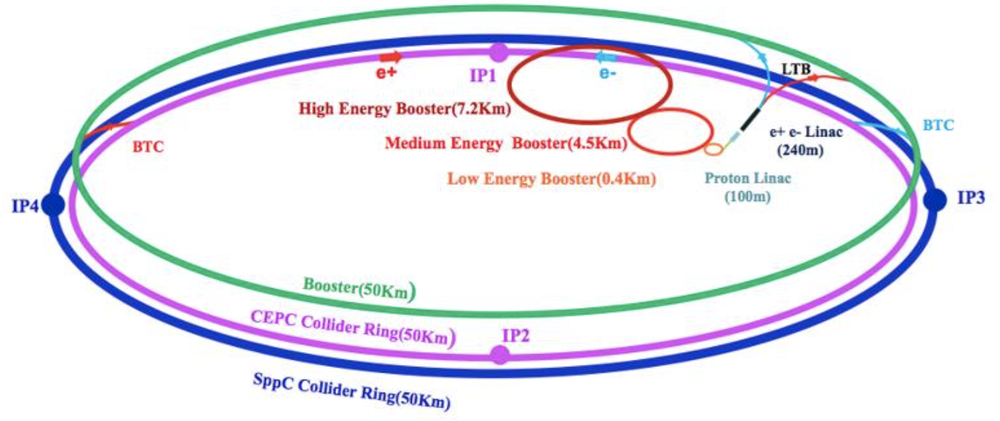 LTB
IP1
e+
e-
High Energy Booster(7.2Km)
BTC
e+ e- Linac
(240m)
Medium Energy  Booster(4.5Km)
BTC
Low Energy Booster(0.4Km)
Proton Linac
(100m)
IP4
IP3
Booster(50Km)
CEPC Collider Ring(50Km)
IP2
SppC Collider Ring(50Km)